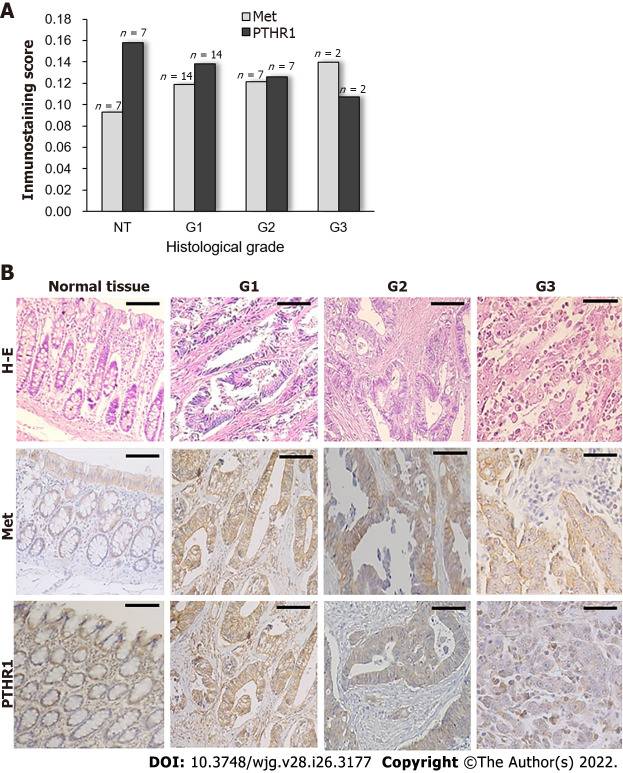 A
Met
PTHR1
Inmunostaining score
0.18
0.16
0.14
0.12
0.10
0.08
0.06
0.04
0.02
0.00
n = 7
n = 7
n = 14
n = 14
n = 7
n = 7
n = 2
n = 2
NT G1 G2 G3
Histological grade
B
Normal tissue G1 G2 G3
H-E
Met
PTHR1
DOI: 10.3748/wjg.v28.i26.3177 Copyright ©The Author(s) 2022.